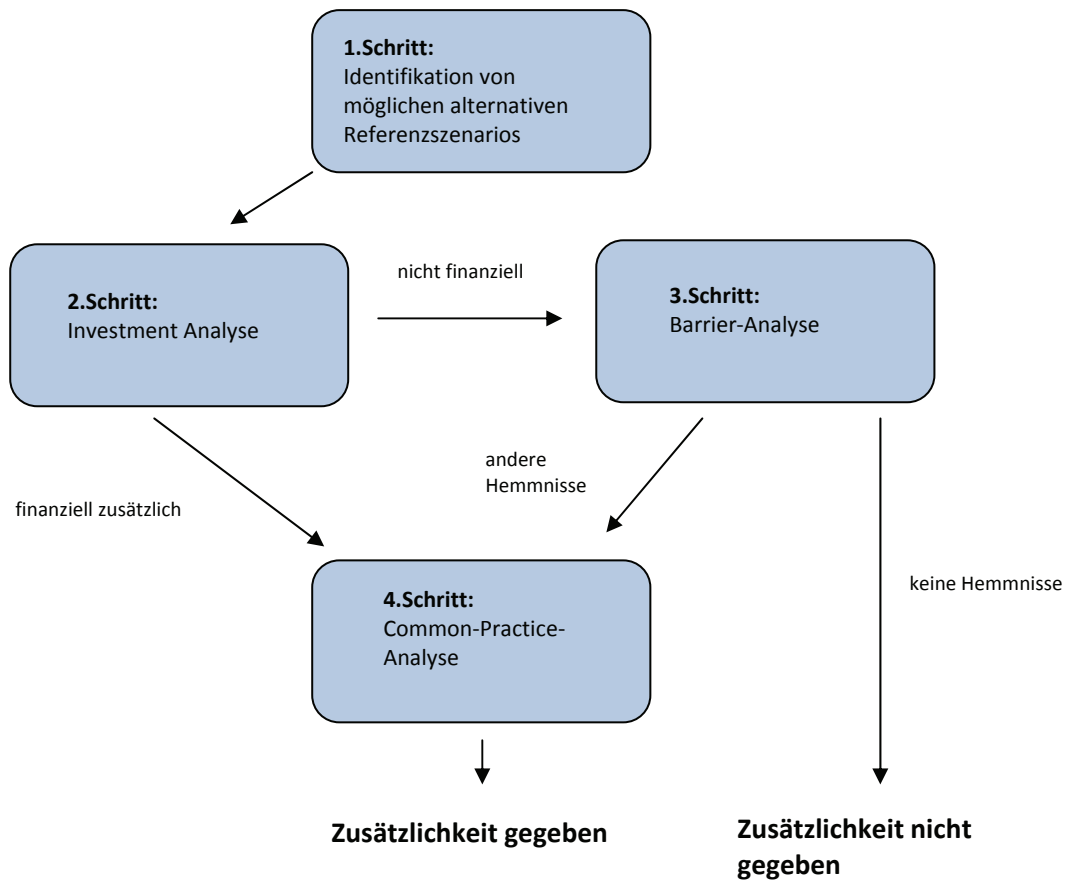 1.Schritt:
Identifikation von
möglichen alternativen
Referenzszenarios
nicht finanziell
2.Schritt:
Investment Analyse
3.Schritt:
Barrier-Analyse
andere
Hemmnisse
finanziell zusätzlich
keine Hemmnisse
4.Schritt:
Common-Practice-
Analyse
Zusätzlichkeit gegeben
Zusätzlichkeit nicht
gegeben